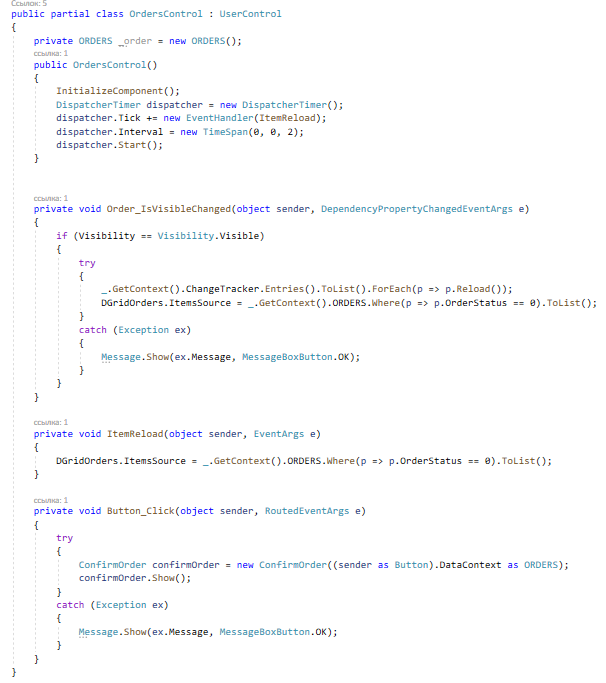 Ссылок: 5
public partial class OrdersControl : UserControl
{
    private ORDERS _order = new ORDERS();
    ссылка: 1
    public OrdersControl()
    {
        InitializeComponent();
        DispatcherTimer dispatcher = new DispatcherTimer();
        dispatcher.Tick += new EventHandler(ItemReload);
        dispatcher.Interval = new TimeSpan(0, 0, 2);
        dispatcher.Start();
    }
    ссылка: 1
    private void Order_IsVisibleChanged(object sender, DependencyPropertyChangedEventArgs e)
    {
        if (Visibility == Visibility.Visible)
        {
            try
            {
                _.GetContext().ChangeTracker.Entries().ToList().ForEach(p => p.Reload());
                DGridOrders.ItemsSource = _.GetContext().ORDERS.Where(p => p.OrderStatus == 0).ToList();
            }
            catch (Exception ex)
            {
                Message.Show(ex.Message, MessageBoxButton.OK);
            }
        }
    }
    ссылка: 1
    private void ItemReload(object sender, EventArgs e)
    {
        DGridOrders.ItemsSource = _.GetContext().ORDERS.Where(p => p.OrderStatus == 0).ToList();
    }
    ссылка: 1
    private void Button_Click(object sender, RoutedEventArgs e)
    {
        try
        {
            ConfirmOrder confirmOrder = new ConfirmOrder((sender as Button).DataContext as ORDERS);
            confirmOrder.Show();
        }
        catch (Exception ex)
        {
            Message.Show(ex.Message, MessageBoxButton.OK);
        }
    }
}